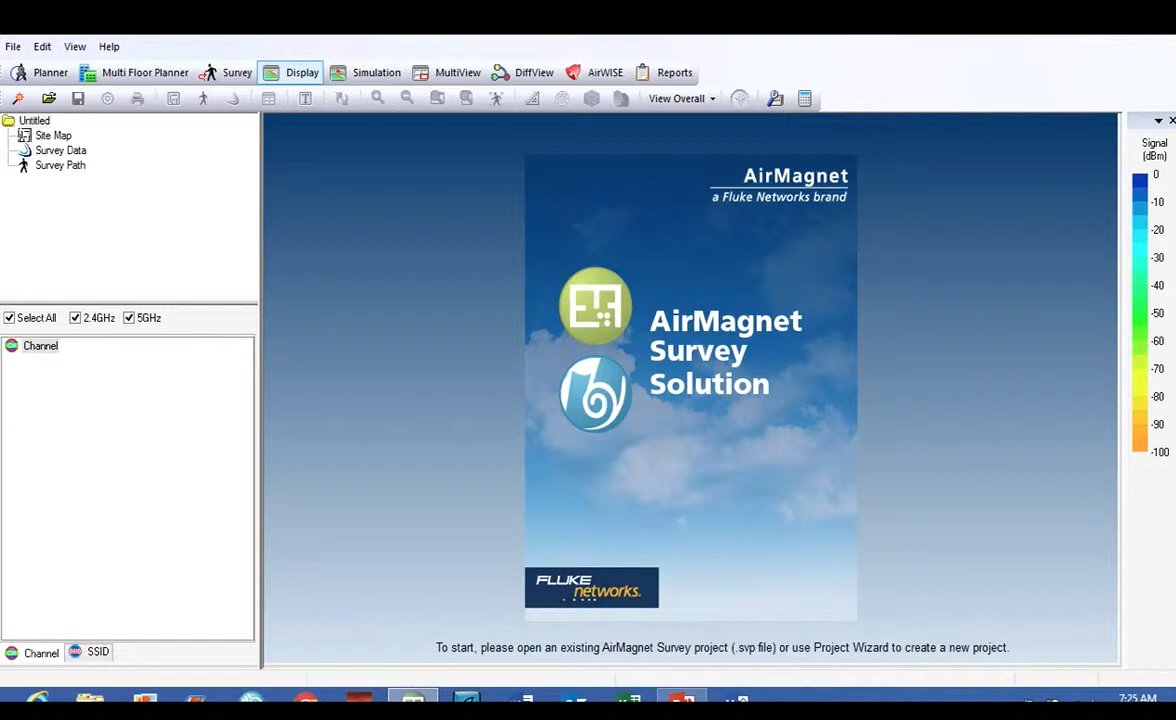 File Edit View Help
Planner Multi Floor Planner Survey Display Simulation MultiView DiffView AirWISE Reports
View Overall
Untitled
Site Map
Survey Data
Survey Path
Select All 2.4GHz 5GHz
Channel
Channel SSID
AirMagnet
a Fluke Networks brand
AirMagnet
Survey
Solution
FLUKE
networks.
To start, please open an existing AirMagnet Survey project (.svp file) or use Project Wizard to create a new project.
Signal
(dBm)
0
-10
-20
-30
-40
-50
-60
-70
-80
-90
-100
7:25 AM